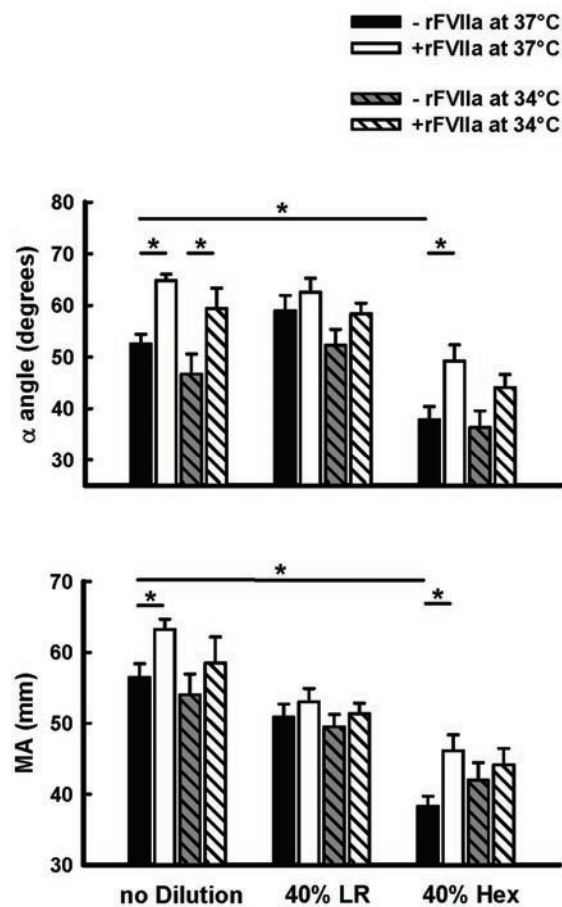 - rFVIIa at 37°C
+rFVIIa at 37°C
- rFVIIa at 34°C
+rFVIIa at 34°C
α angle (degrees)
80
70
60
50
40
30
*
* *
*
MA (mm)
70
60
50
40
30
*
*
*
no Dilution 40% LR 40% Hex